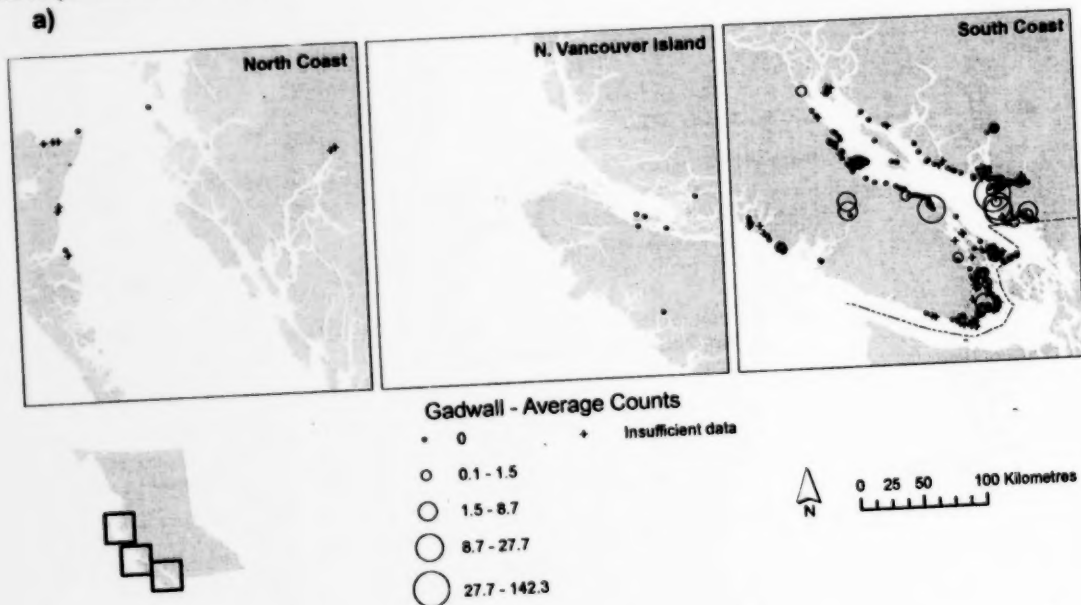 a)
North Coast
N. Vancouver Island
South Coast
Gadwall - Average Counts
0
+ Insufficient data
0.1 - 1.5
1.5 - 8.7
8.7 - 27.7
27.7 - 142.3
N
0 25 50 100 Kilometres